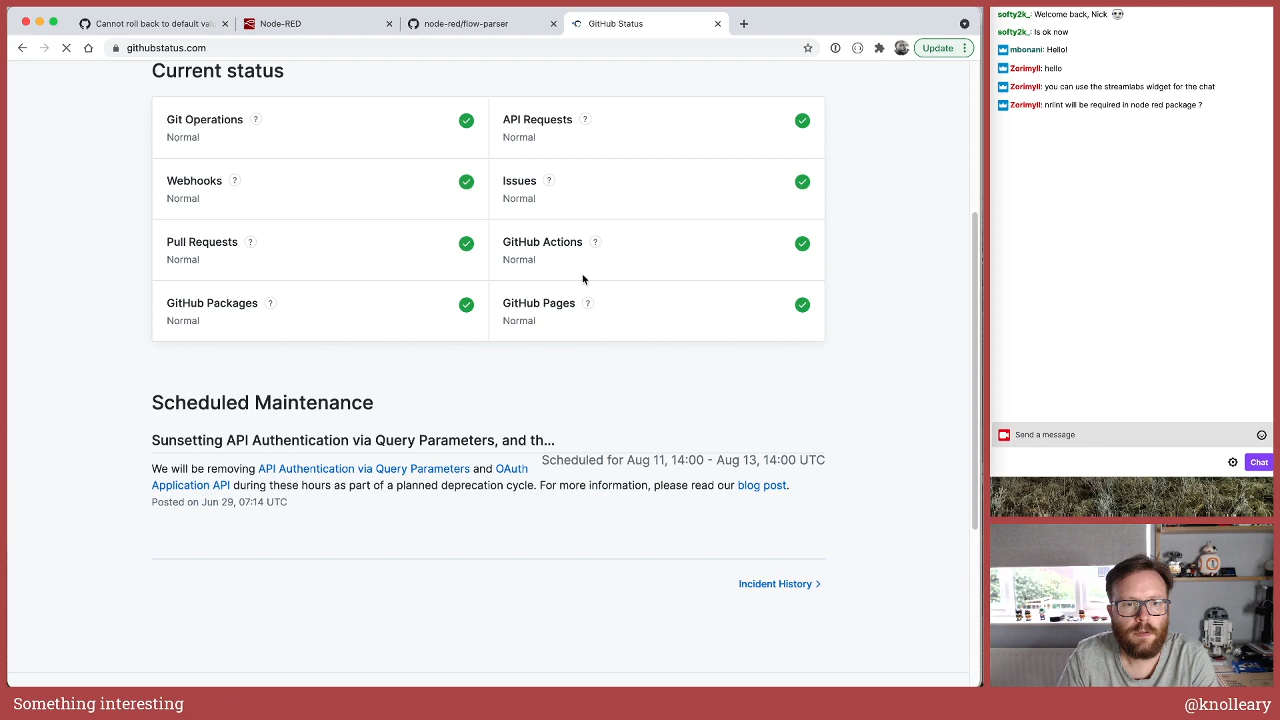 Cannot roll back to default valu
Node-RED
node-red/flow-parser
GitHub Status
githubstatus.com
Update
Current status
Git Operations ?
Normal
API Requests ?
Normal
Webhooks ?
Normal
Issues ?
Normal
Pull Requests ?
Normal
GitHub Actions ?
Normal
GitHub Packages ?
Normal
GitHub Pages ?
Normal
Scheduled Maintenance
Sunsetting API Authentication via Query Parameters, and th...
Scheduled for Aug 11, 14:00 - Aug 13, 14:00 UTC
We will be removing API Authentication via Query Parameters and OAuth
Application API during these hours as part of a planned deprecation cycle. For more information, please read our blog post.
Posted on Jun 29, 07:14 UTC
Incident History
softy2k_: Welcome back, Nick
softy2k_: Is ok now
mbonani: Hello!
Zorimyll: hello
Zorimyll: you can use the streamlabs widget for the chat
Zorimyll: nrlint will be required in node red package ?
Send a message
Chat
Something interesting
@knolleary